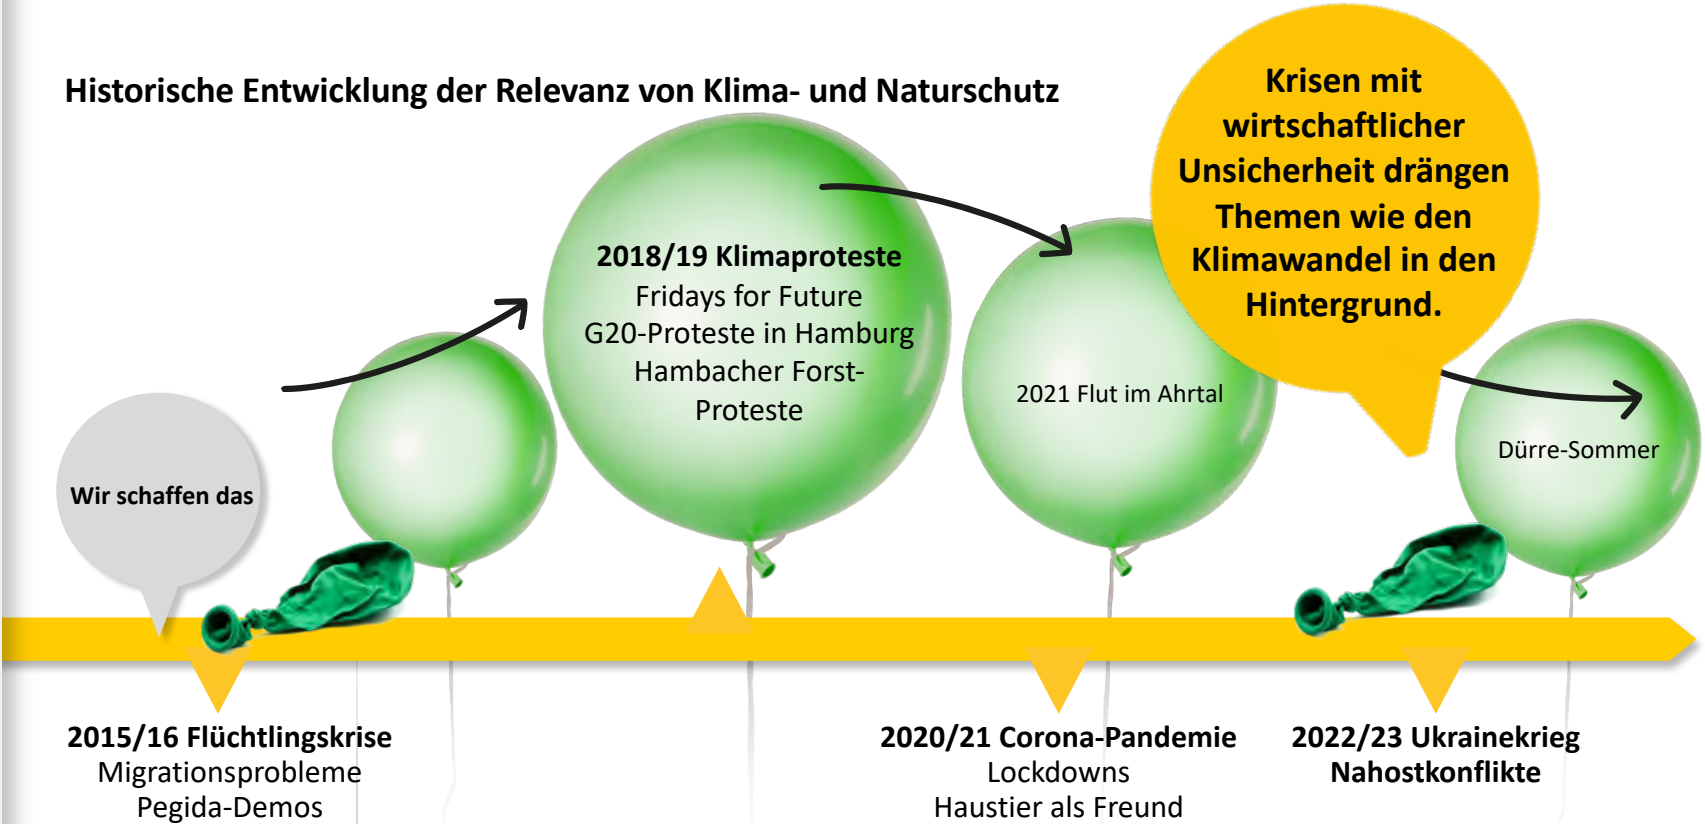 Historische Entwicklung der Relevanz von Klima- und Naturschutz
Krisen mit
wirtschaftlicher
Unsicherheit drängen
Themen wie den
Klimawandel in den
Hintergrund.
2018/19 Klimaproteste
Fridays for Future
G20-Proteste in Hamburg
Hambacher Forst-
Proteste
2021 Flut im Ahrtal
Dürre-Sommer
Wir schaffen das
2015/16 Flüchtlingskrise
Migrationsprobleme
Pegida-Demos
2020/21 Corona-Pandemie
Lockdowns
Haustier als Freund
2022/23 Ukrainekrieg
Nahostkonflikte